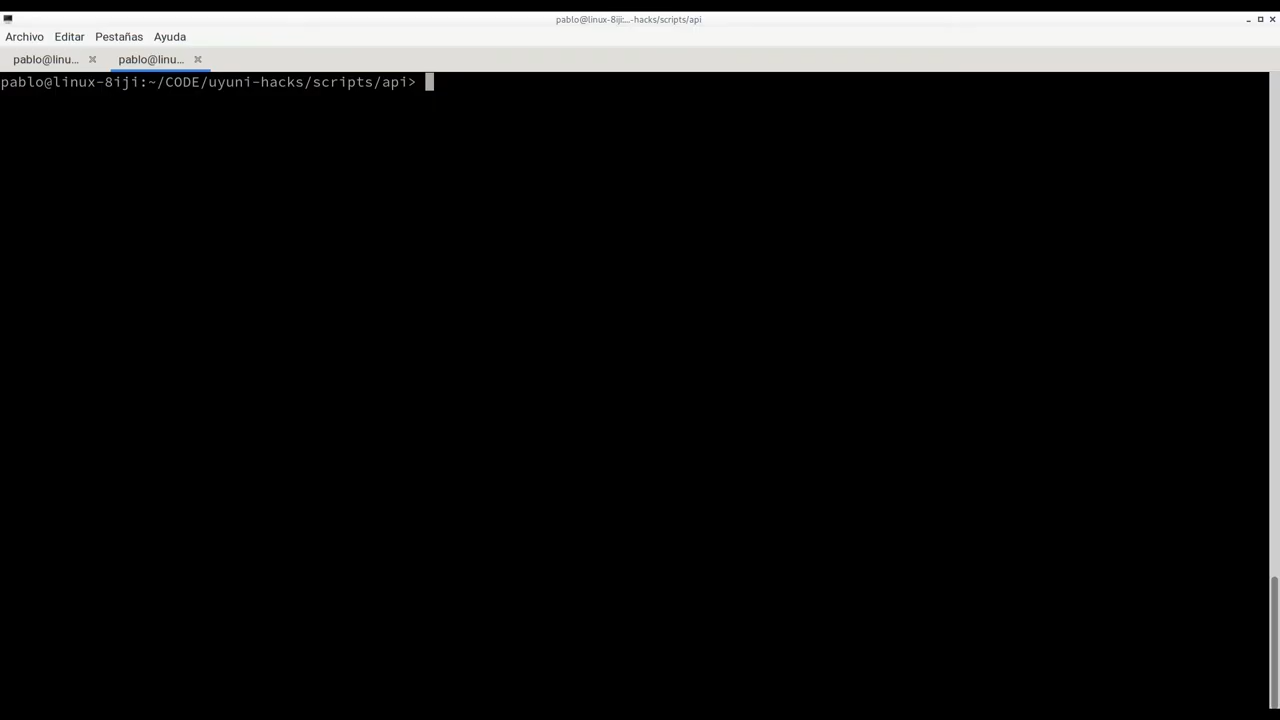 pablo@linux-8iji:...-hacks/scripts/api
Archivo Editar Pestañas Ayuda
pablo@linu... pablo@linu...
pablo@linux-8iji:~/CODE/uyuni-hacks/scripts/api>